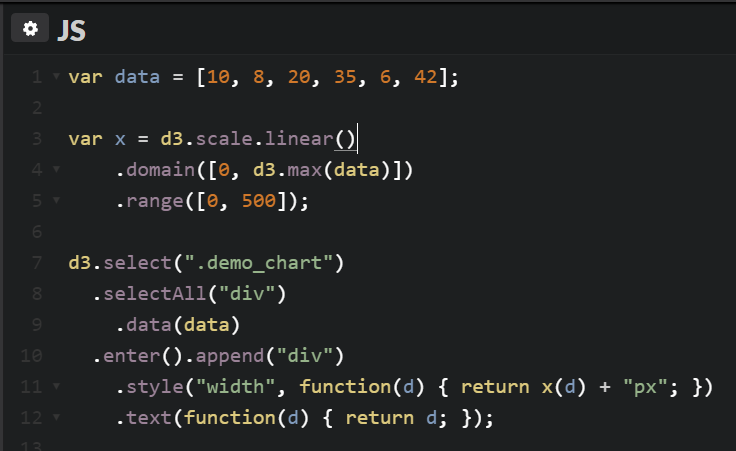 JS
1 var data = [10, 8, 20, 35, 6, 42];
2
3 var x = d3.scale.linear()
4     .domain([0, d3.max(data)])
5     .range([0, 500]);
6
7 d3.select(".demo_chart")
8   .selectAll("div")
9     .data(data)
10   .enter().append("div")
11     .style("width", function(d) { return x(d) + "px"; })
12     .text(function(d) { return d; });
13